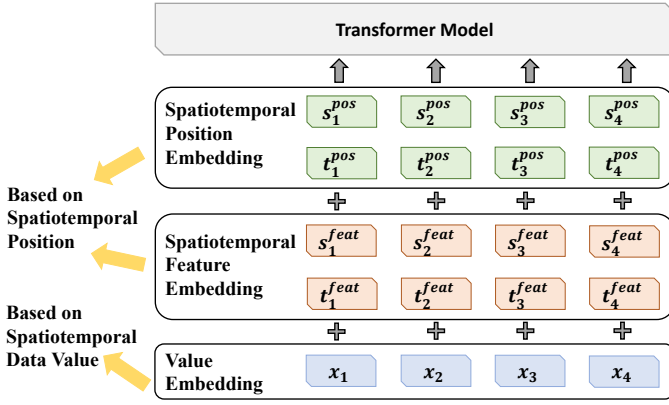 Transformer Model
Spatiotemporal
Position
Embedding
s_1^{pos} s_2^{pos} s_3^{pos} s_4^{pos}
t_1^{pos} t_2^{pos} t_3^{pos} t_4^{pos}
+ + + +
Based on
Spatiotemporal
Position
Spatiotemporal
Feature
Embedding
s_1^{feat} s_2^{feat} s_3^{feat} s_4^{feat}
t_1^{feat} t_2^{feat} t_3^{feat} t_4^{feat}
+ + + +
Based on
Spatiotemporal
Data Value
Value
Embedding
x_1 x_2 x_3 x_4